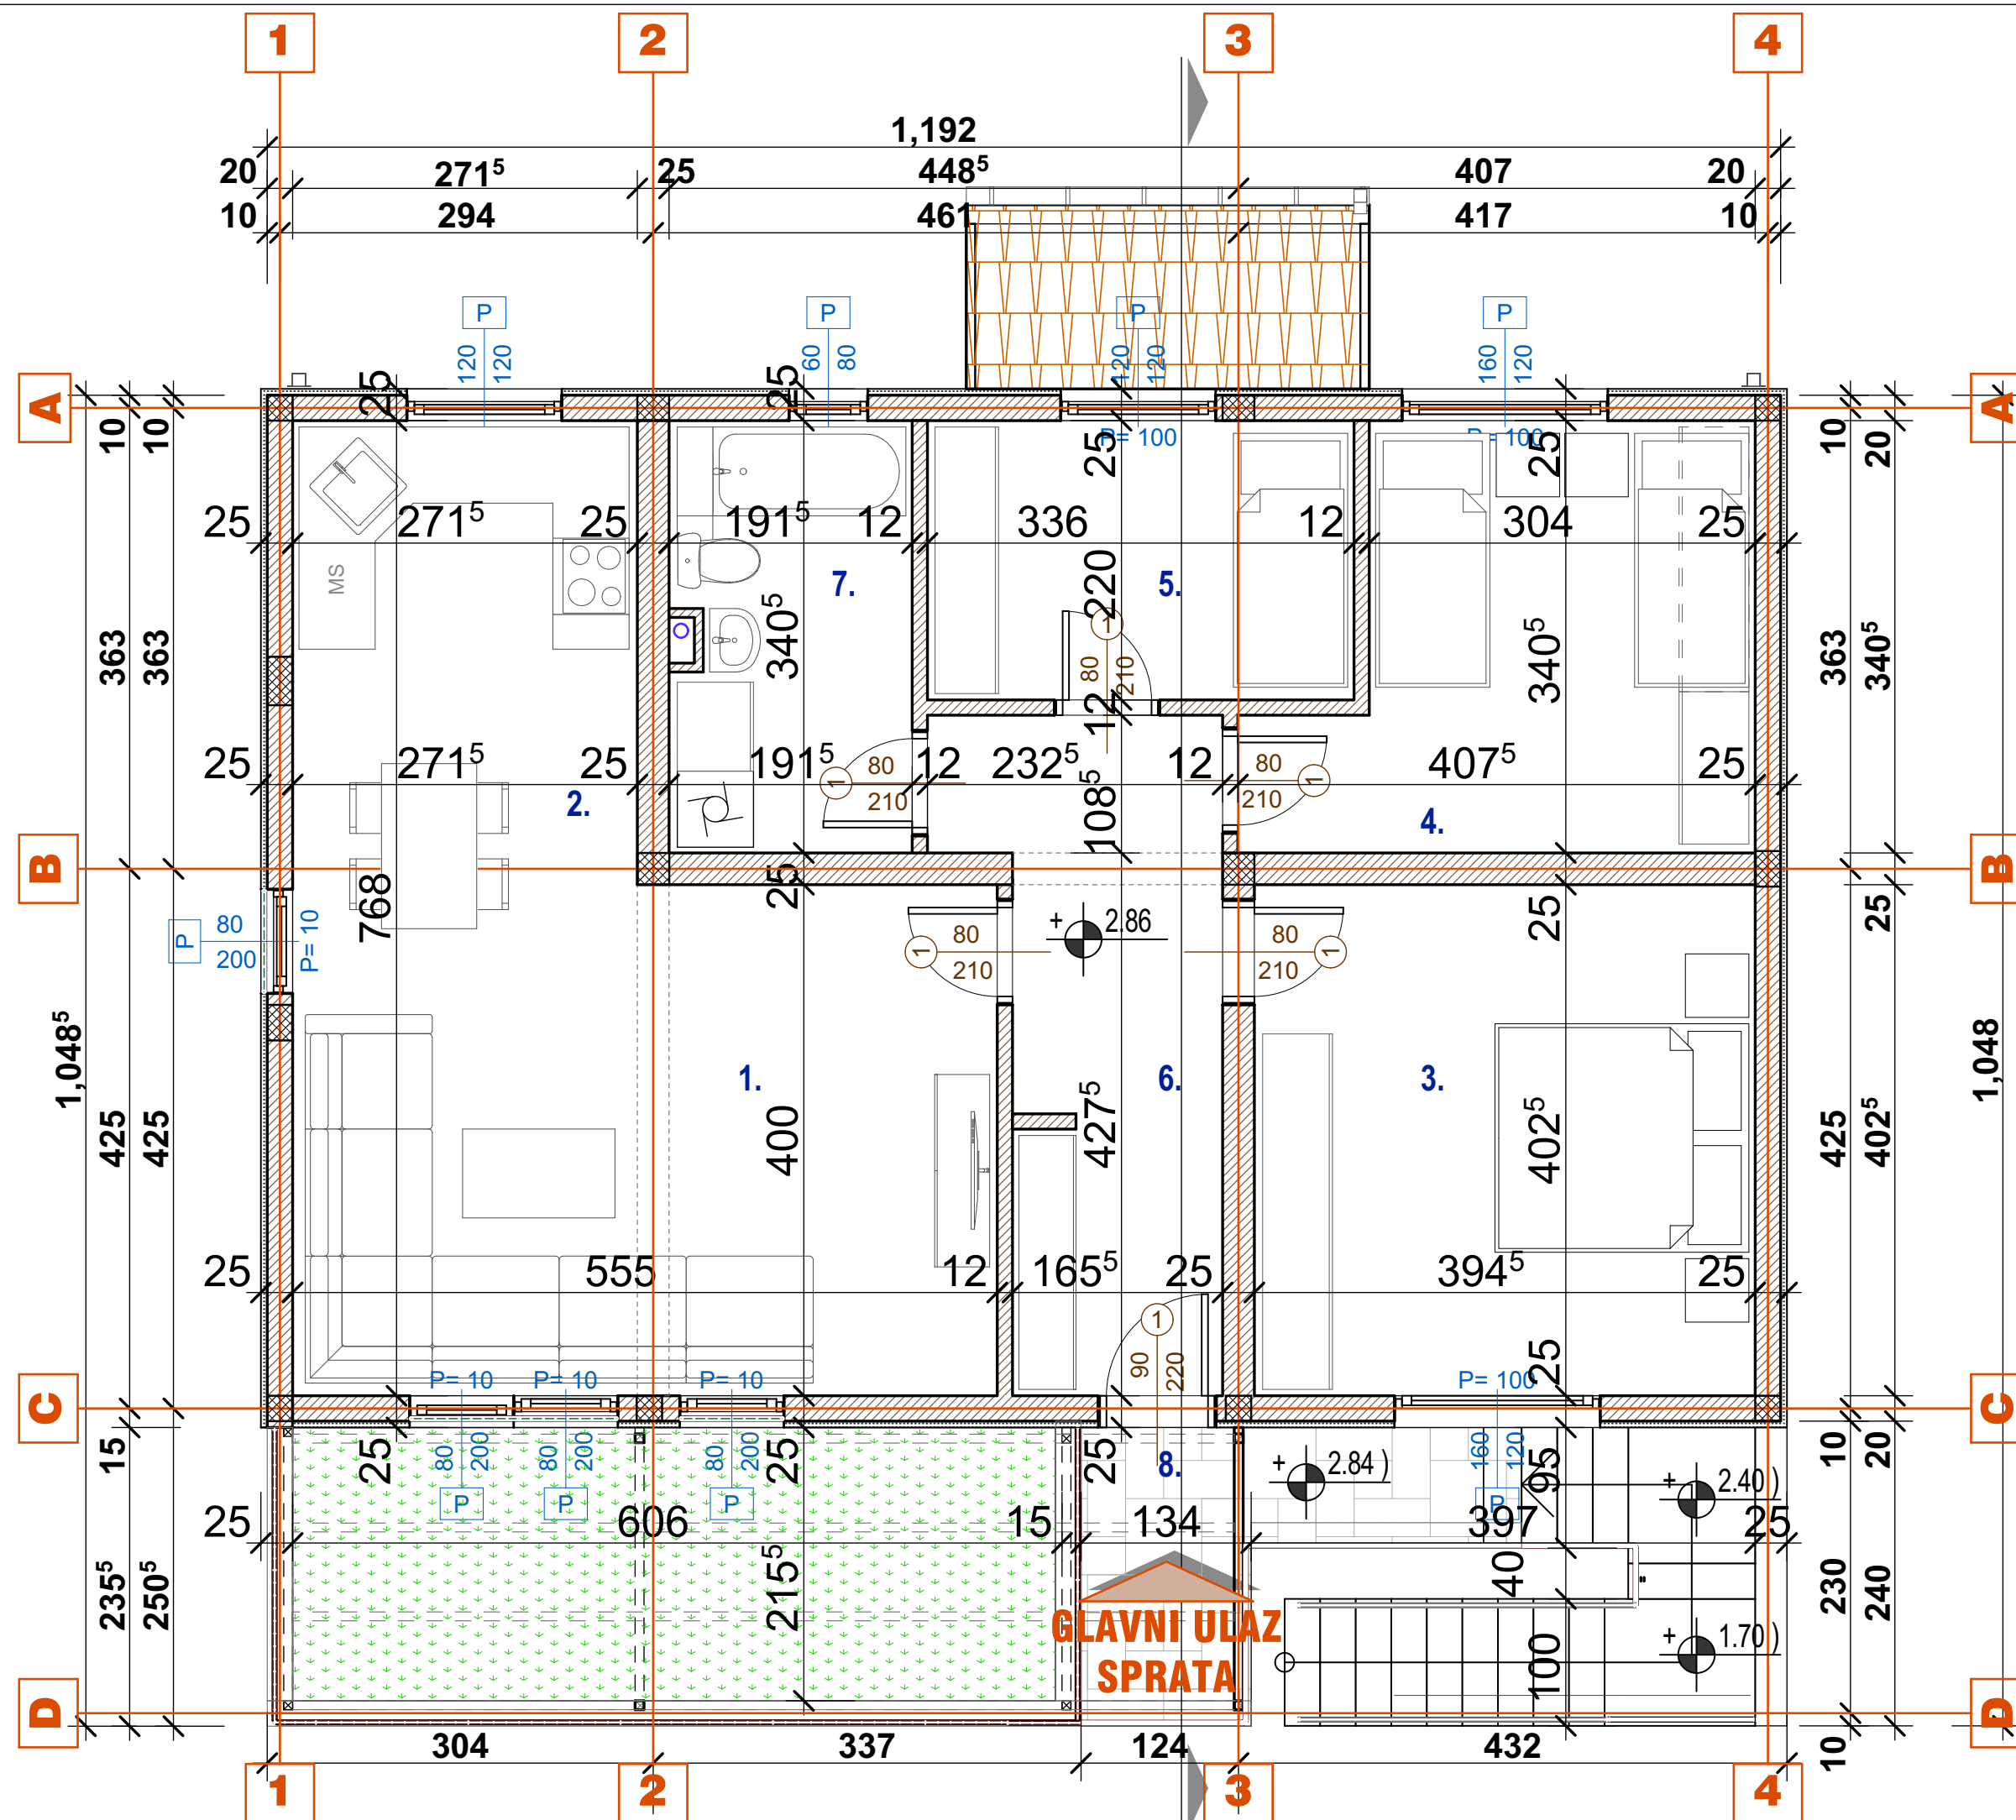 1 2 3 4
1,192
20 271⁵ 25 448⁵ 407 20
10 294 461 417 10
P P P P
120 120 60 80 120 120 160 120
A 25 25 A
10 10 P= 100 25 P= 100 25 10 20
25 271⁵ 25 191⁵ 12 336 12 304 25
MS 7. 220 5.
363 363 340⁵ 1 80 210 340⁵ 363 340⁵
12
25 271⁵ 25 191⁵ 1 80 210 12 232⁵ 12 80 210 1 407⁵ 25
2. 108⁵ 4.
B 25 B
768 25 25
P 80 200 P= 10 1 80 210 + 2.86 80 210 1
1,048⁵ 1,048
1. 6. 3.
425 425 400 427⁵ 402⁵ 425 402⁵
25 555 12 165⁵ 25 394⁵ 25
1 90 220 25
P= 10 P= 10 P= 10 P= 100
C C
15 25 80 200 80 200 80 200 25 25 8. + 2.84 ) 160 120 95 + 2.40 ) 10 20
P P P P
25 606 15 134 397 25
235⁵ 250⁵ 215⁵ 40 230 240
GLAVNI ULAZ
SPRATA
100 + 1.70 )
D D
304 337 124 432 10
1 2 3 4